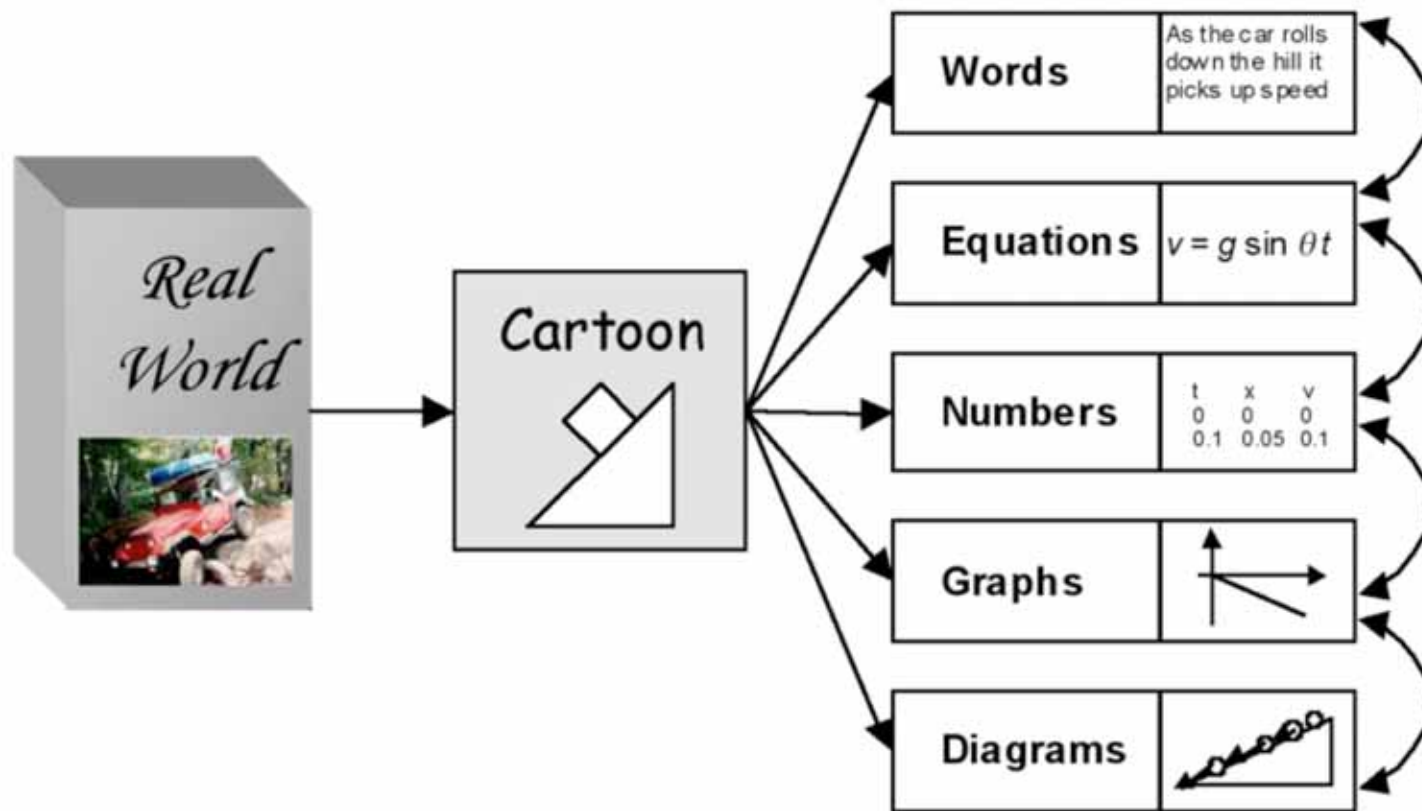 Real
World
Cartoon
Words
As the car rolls
down the hill it
picks up speed
Equations
v = g sin θ t
Numbers
t x v
0 0 0
0.1 0.05 0.1
Graphs
Diagrams